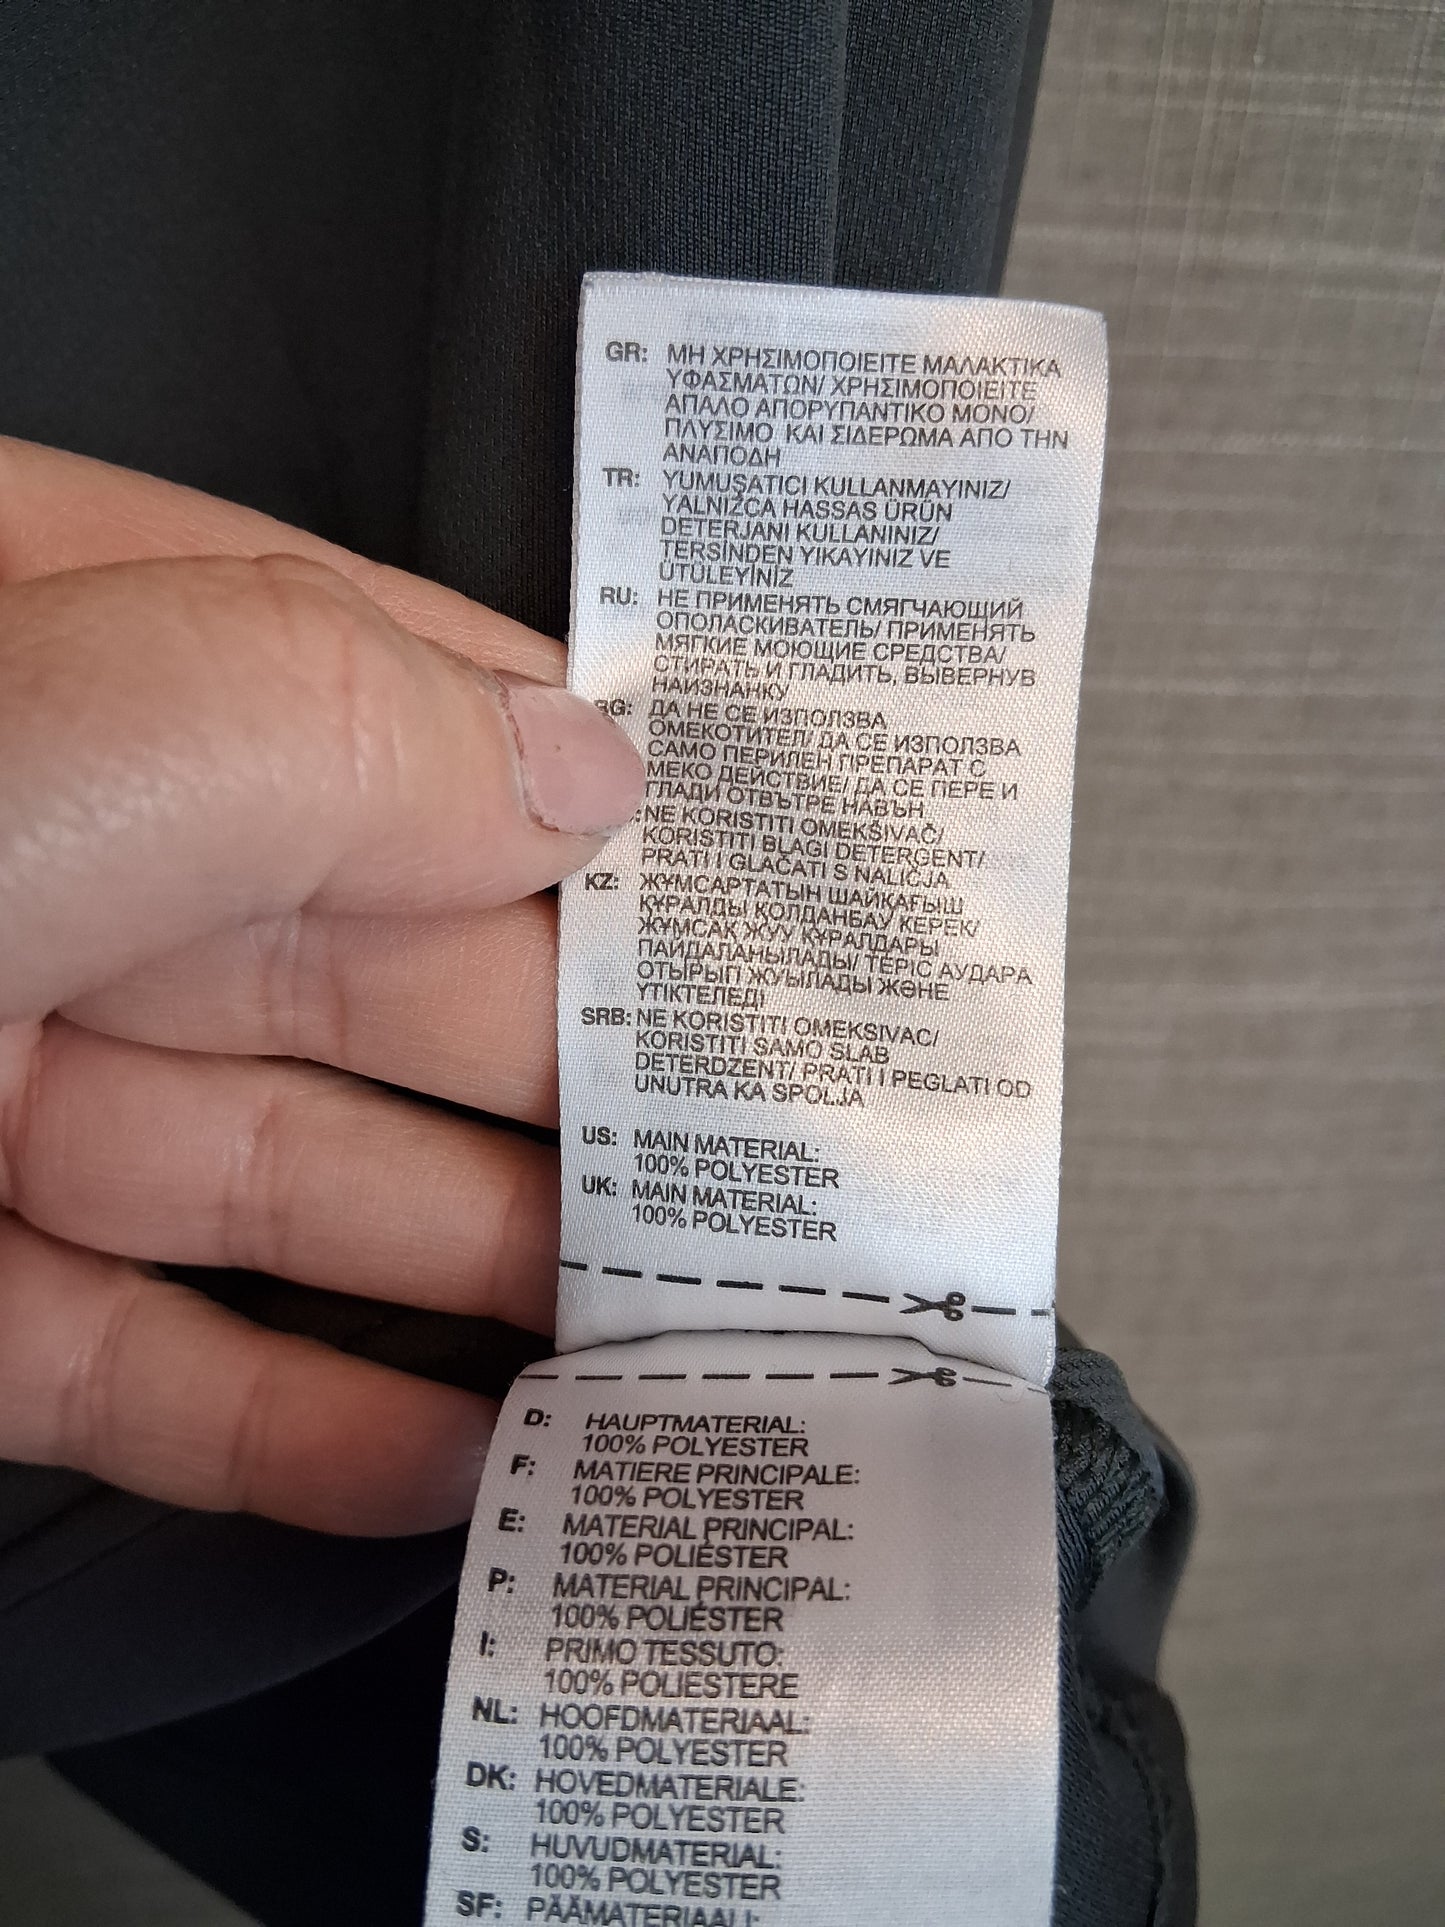 GR: ΜΗ ΧΡΗΣΙΜΟΠΟΙΕΙΤΕ ΜΑΛΑΚΤΙΚΑ
ΥΦΑΣΜΑΤΩΝ/ ΧΡΗΣΙΜΟΠΟΙΕΙΤΕ
ΑΠΑΛΟ ΑΠΟΡΥΠΑΝΤΙΚΟ ΜΟΝΟ/
ΠΛΥΣΙΜΟ ΚΑΙ ΣΙΔΕΡΩΜΑ ΑΠΟ ΤΗΝ
ΑΝΑΠΟΔΗ
TR: YUMUŞATICI KULLANMAYINIZ/
YALNIZCA HASSAS ÜRÜN
DETERJANI KULLANINIZ/
TERSİNDEN YIKAYINIZ VE
ÜTÜLEYİNİZ
RU: НЕ ПРИМЕНЯТЬ СМЯГЧАЮЩИЙ
ОПОЛАСКИВАТЕЛЬ/ ПРИМЕНЯТЬ
МЯГКИЕ МОЮЩИЕ СРЕДСТВА/
СТИРАТЬ И ГЛАДИТЬ, ВЫВЕРНУВ
НАИЗНАНКУ
BG: ДА НЕ СЕ ИЗПОЛЗВА
ОМЕКОТИТЕЛ/ ДА СЕ ИЗПОЛЗВА
САМО ПЕРИЛЕН ПРЕПАРАТ С
МЕКО ДЕЙСТВИЕ/ ДА СЕ ПЕРЕ И
ГЛАДИ ОТВЪТРЕ НАВЪН
: NE KORISTITI OMEKŠIVAČ/
KORISTITI BLAGI DETERGENT/
PRATI I GLAČATI S NALIČJA
KZ: ЖҰМСАРТАТЫН ШАЙҚАҒЫШ
ҚҰРАЛДЫ ҚОЛДАНБАУ КЕРЕК/
ЖҰМСАҚ ЖУУ ҚҰРАЛДАРЫ
ПАЙДАЛАНЫЛАДЫ/ ТЕРІС АУДАРА
ОТЫРЫП ЖУЫЛАДЫ ЖӘНЕ
ҮТІКТЕЛЕДІ
SRB: NE KORISTITI OMEKSIVAC/
KORISTITI SAMO SLAB
DETERDZENT/ PRATI I PEGLATI OD
UNUTRA KA SPOLJA
US: MAIN MATERIAL:
100% POLYESTER
UK: MAIN MATERIAL:
100% POLYESTER
D: HAUPTMATERIAL:
100% POLYESTER
F: MATIERE PRINCIPALE:
100% POLYESTER
E: MATERIAL PRINCIPAL:
100% POLIÉSTER
P: MATERIAL PRINCIPAL:
100% POLIÉSTER
I: PRIMO TESSUTO:
100% POLIESTERE
NL: HOOFDMATERIAAL:
100% POLYESTER
DK: HOVEDMATERIALE:
100% POLYESTER
S: HUVUDMATERIAL:
100% POLYESTER
SF: PÄÄMATERIAALI: